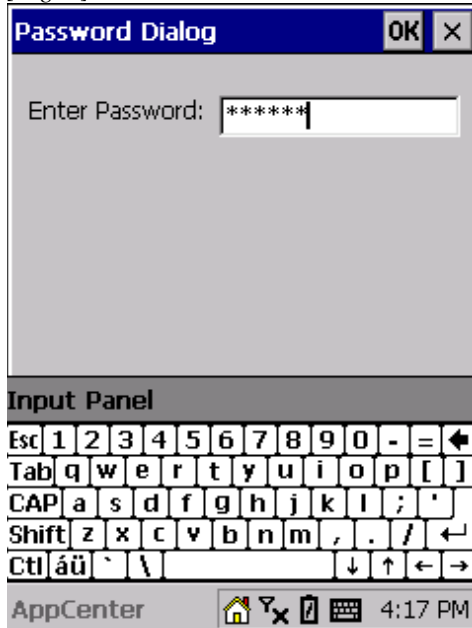 Password Dialog OK ×
Enter Password: ******
Input Panel
Esc 1 2 3 4 5 6 7 8 9 0 - = 🡄
Tab q w e r t y u i o p [ ]
CAP a s d f g h j k l ; '
Shift z x c v b n m , . / ↵
Ctl áü ` \ ↓ ↑ ← →
AppCenter 4:17 PM